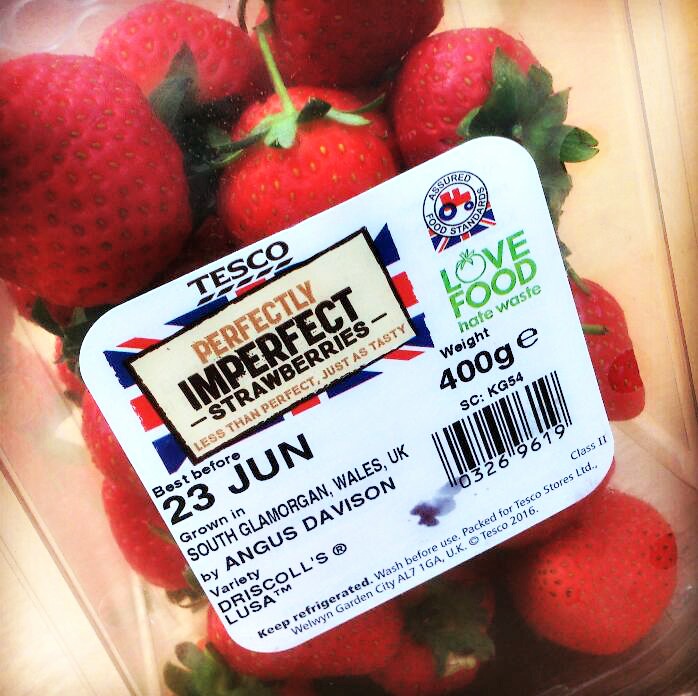 TESCO
PERFECTLY
IMPERFECT
STRAWBERRIES
LESS THAN PERFECT, JUST AS TASTY
ASSURED
FOOD STANDARDS
LOVE
FOOD
hate waste
Weight
400g e
SC: KG54
0326 9619
Best before
23 JUN
Grown in
SOUTH GLAMORGAN, WALES, UK
by ANGUS DAVISON
Variety
DRISCOLL'S ®
LUSA™
Class II
Keep refrigerated. Wash before use. Packed for Tesco Stores Ltd.,
Welwyn Garden City AL7 1GA, U.K. © Tesco 2016.